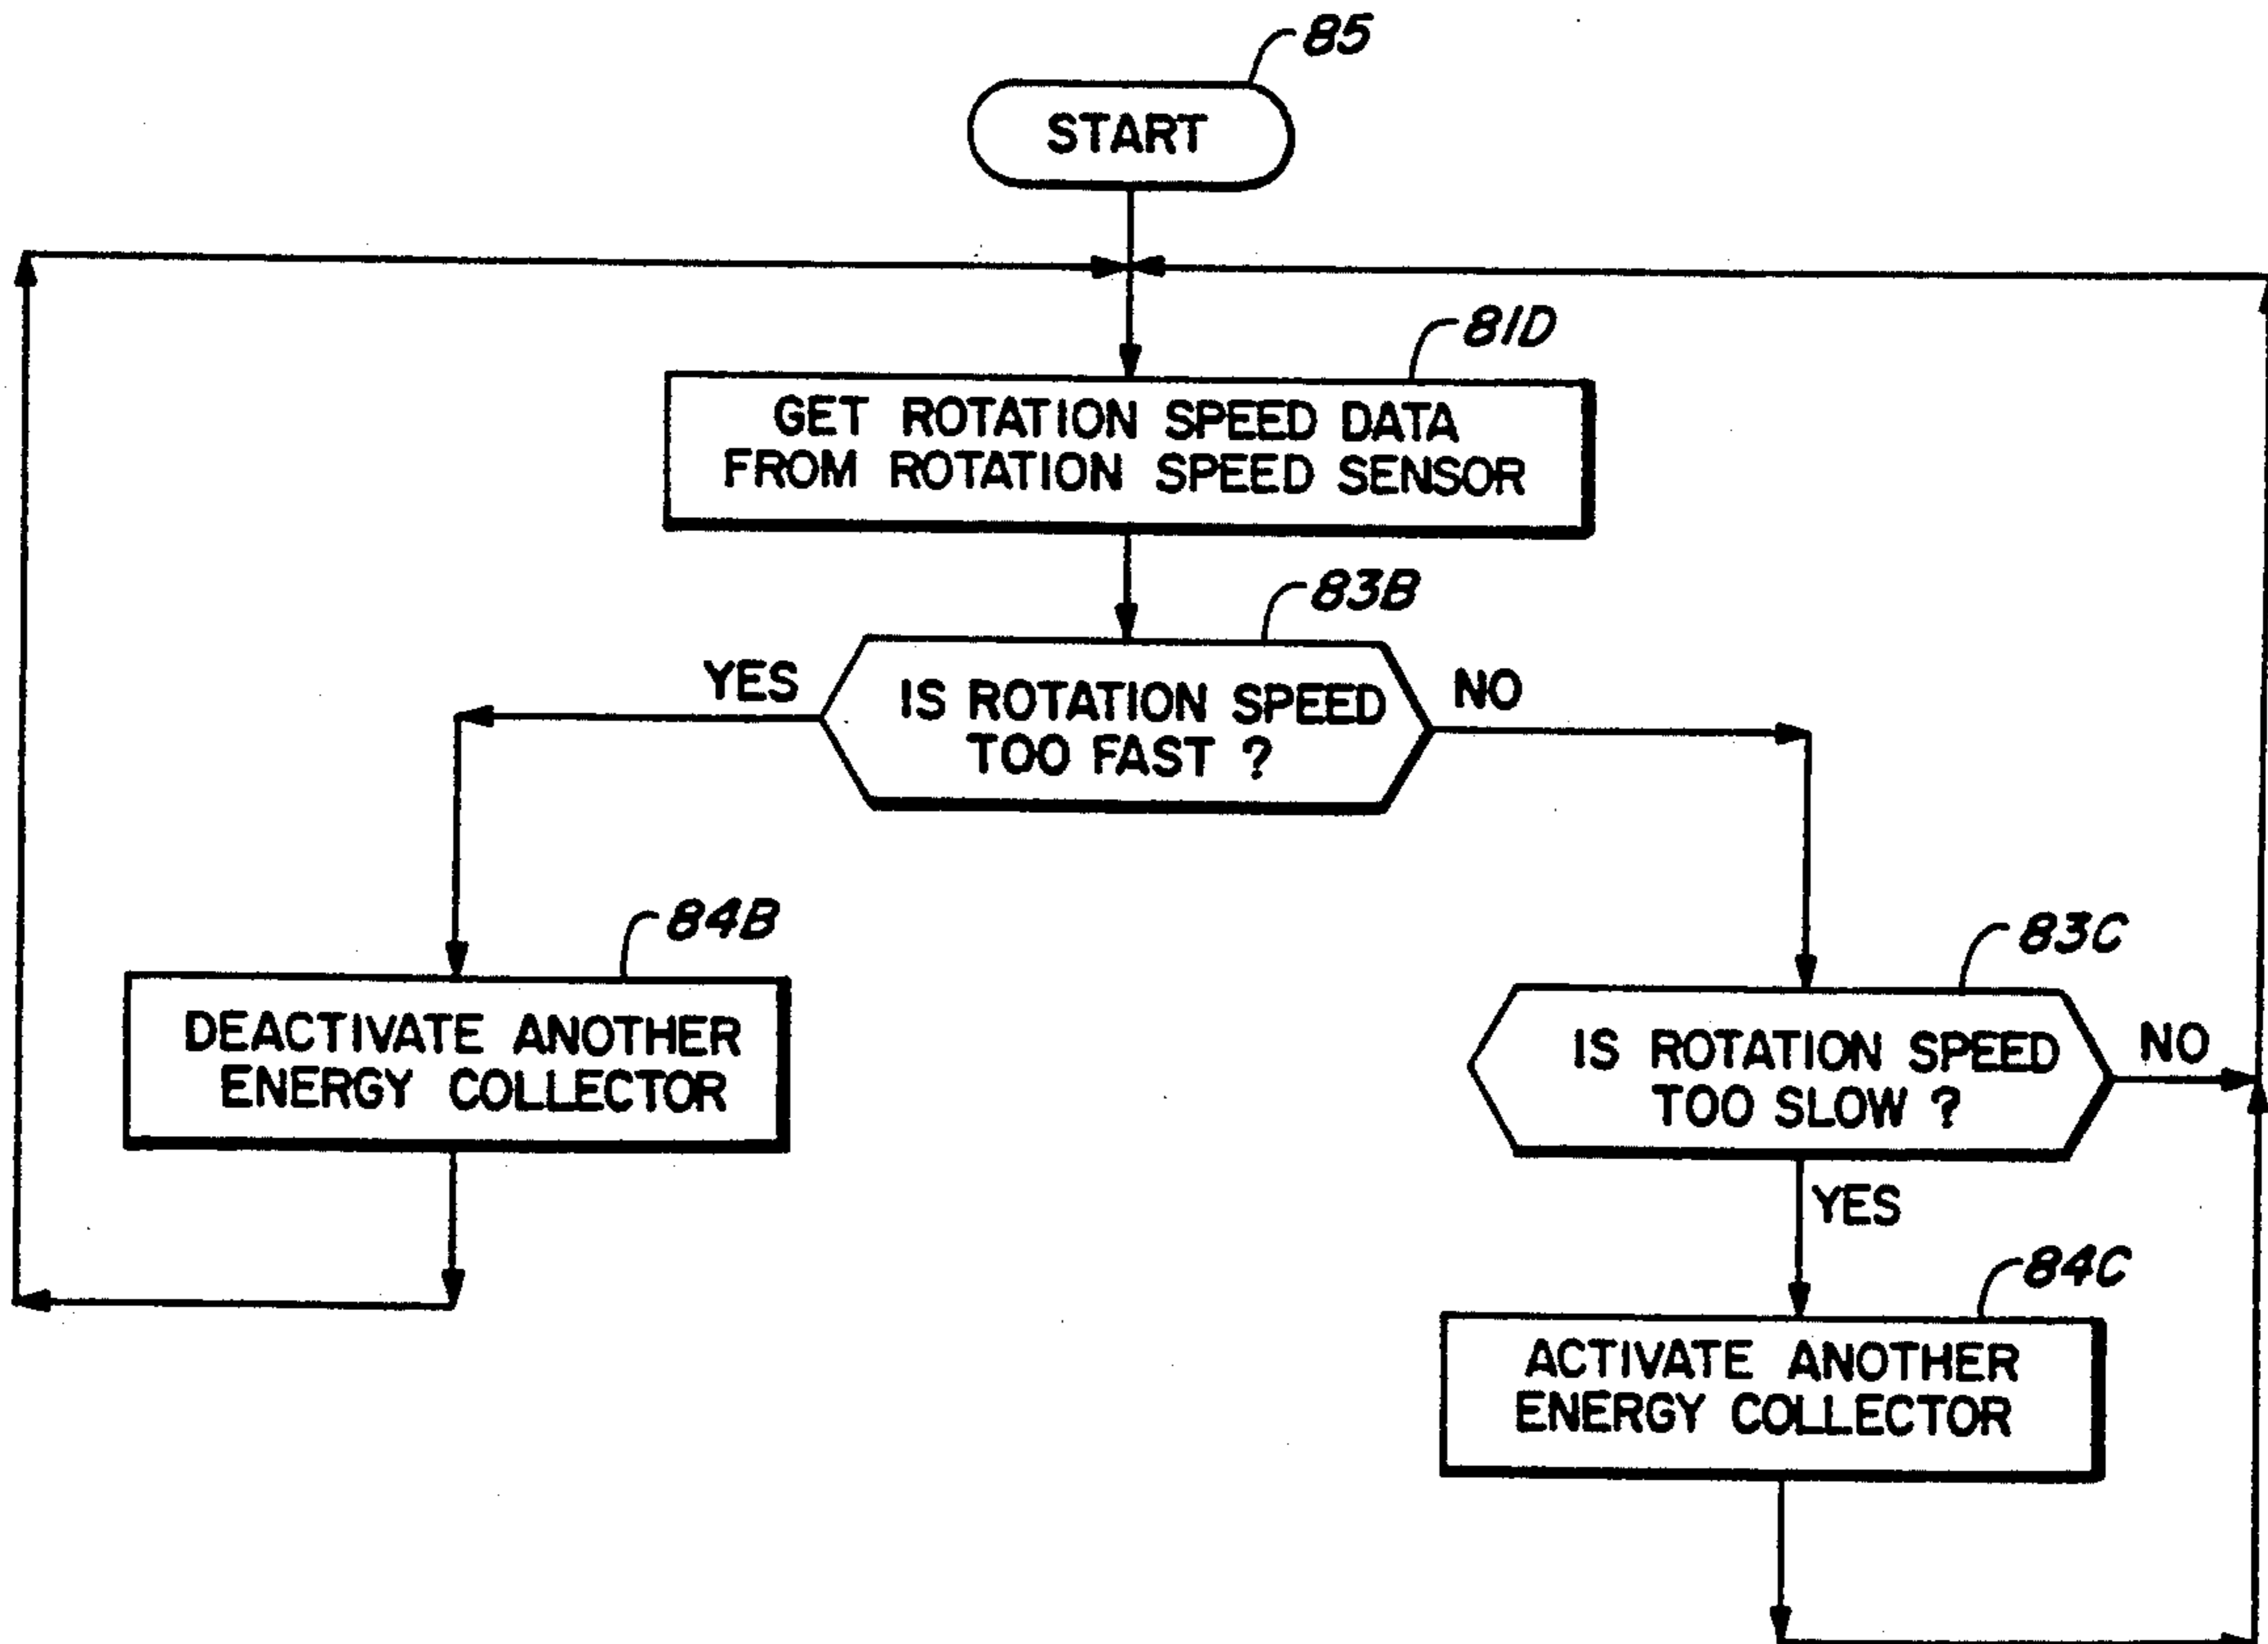 85
START
81D
GET ROTATION SPEED DATA
FROM ROTATION SPEED SENSOR
83B
YES
IS ROTATION SPEED
TOO FAST ?
NO
84B
DEACTIVATE ANOTHER
ENERGY COLLECTOR
83C
IS ROTATION SPEED
TOO SLOW ?
NO
YES
84C
ACTIVATE ANOTHER
ENERGY COLLECTOR